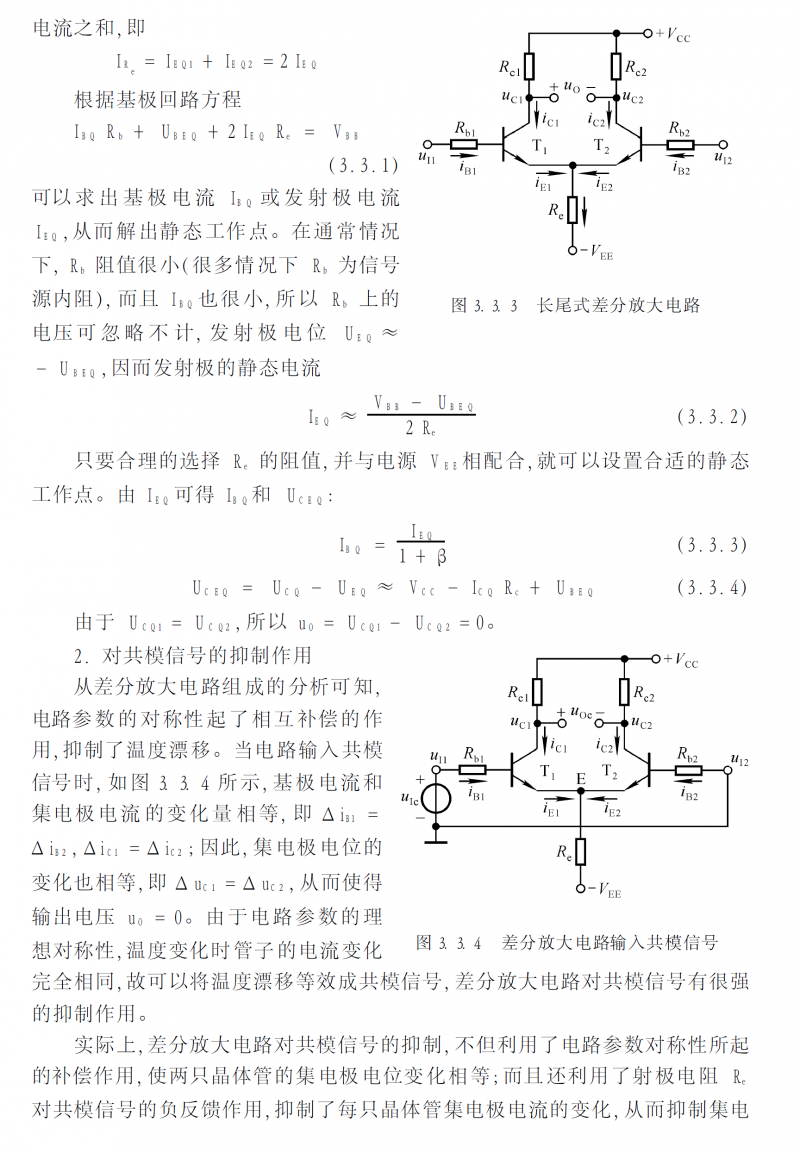 电流之和,即
I_{R_e} = I_{EQ1} + I_{EQ2} = 2 I_{EQ}
根据基极回路方程
I_{BQ} R_b + U_{BEQ} + 2 I_{EQ} R_e = V_{BB}
(3.3.1)
可以求出基极电流 I_{BQ} 或发射极电流
I_{EQ},从而解出静态工作点。在通常情况
下, R_b 阻值很小(很多情况下 R_b 为信号
源内阻),而且 I_{BQ}也很小,所以 R_b 上的
电压可忽略不计,发射极电位 U_{EQ} ≈
- U_{BEQ},因而发射极的静态电流
+V_{CC}
R_{c1} R_{c2}
u_{C1} + u_O - u_{C2}
i_{C1} i_{C2}
u_{I1} R_{b1} T_1 T_2 R_{b2} u_{I2}
i_{B1} i_{E1} i_{E2} i_{B2}
R_e
-V_{EE}
图 3.3.3 长尾式差分放大电路
I_{EQ} ≈ \frac{V_{BB} - U_{BEQ}}{2 R_e} (3.3.2)
只要合理的选择 R_e 的阻值,并与电源 V_{EE}相配合,就可以设置合适的静态
工作点。由 I_{EQ}可得 I_{BQ}和 U_{CEQ}:
I_{BQ} = \frac{I_{EQ}}{1 + β} (3.3.3)
U_{CEQ} = U_{CQ} - U_{EQ} ≈ V_{CC} - I_{CQ} R_c + U_{BEQ} (3.3.4)
由于 U_{CQ1} = U_{CQ2},所以 u_O = U_{CQ1} - U_{CQ2} = 0。
2. 对共模信号的抑制作用
从差分放大电路组成的分析可知,
电路参数的对称性起了相互补偿的作
用,抑制了温度漂移。当电路输入共模
信号时,如图 3.3.4 所示,基极电流和
集电极电流的变化量相等,即 Δi_{B1} =
Δi_{B2},Δi_{C1} = Δi_{C2};因此,集电极电位的
变化也相等,即 Δu_{C1} = Δu_{C2},从而使得
输出电压 u_O = 0。由于电路参数的理
想对称性,温度变化时管子的电流变化
+V_{CC}
R_{c1} R_{c2}
u_{C1} + u_{Oc} - u_{C2}
i_{C1} i_{C2}
u_{I1} R_{b1} T_1 E T_2 R_{b2} u_{I2}
+ i_{B1} i_{B2}
u_{Ic} i_{E1} i_{E2}
-
R_e
-V_{EE}
图 3.3.4 差分放大电路输入共模信号
完全相同,故可以将温度漂移等效成共模信号,差分放大电路对共模信号有很强
的抑制作用。
实际上,差分放大电路对共模信号的抑制,不但利用了电路参数对称性所起
的补偿作用,使两只晶体管的集电极电位变化相等;而且还利用了射极电阻 R_e
对共模信号的负反馈作用,抑制了每只晶体管集电极电流的变化,从而抑制集电